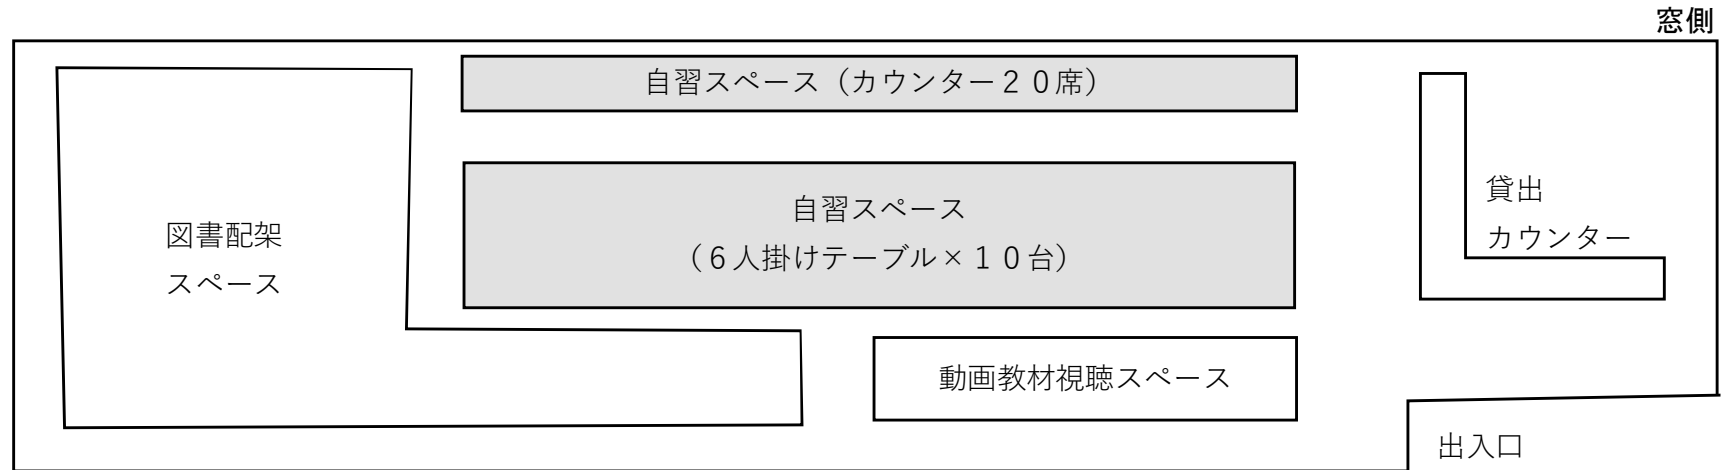 窓側
自習スペース（カウンター２０席）
自習スペース
（６人掛けテーブル×１０台）
図書配架
スペース
貸出
カウンター
動画教材視聴スペース
出入口